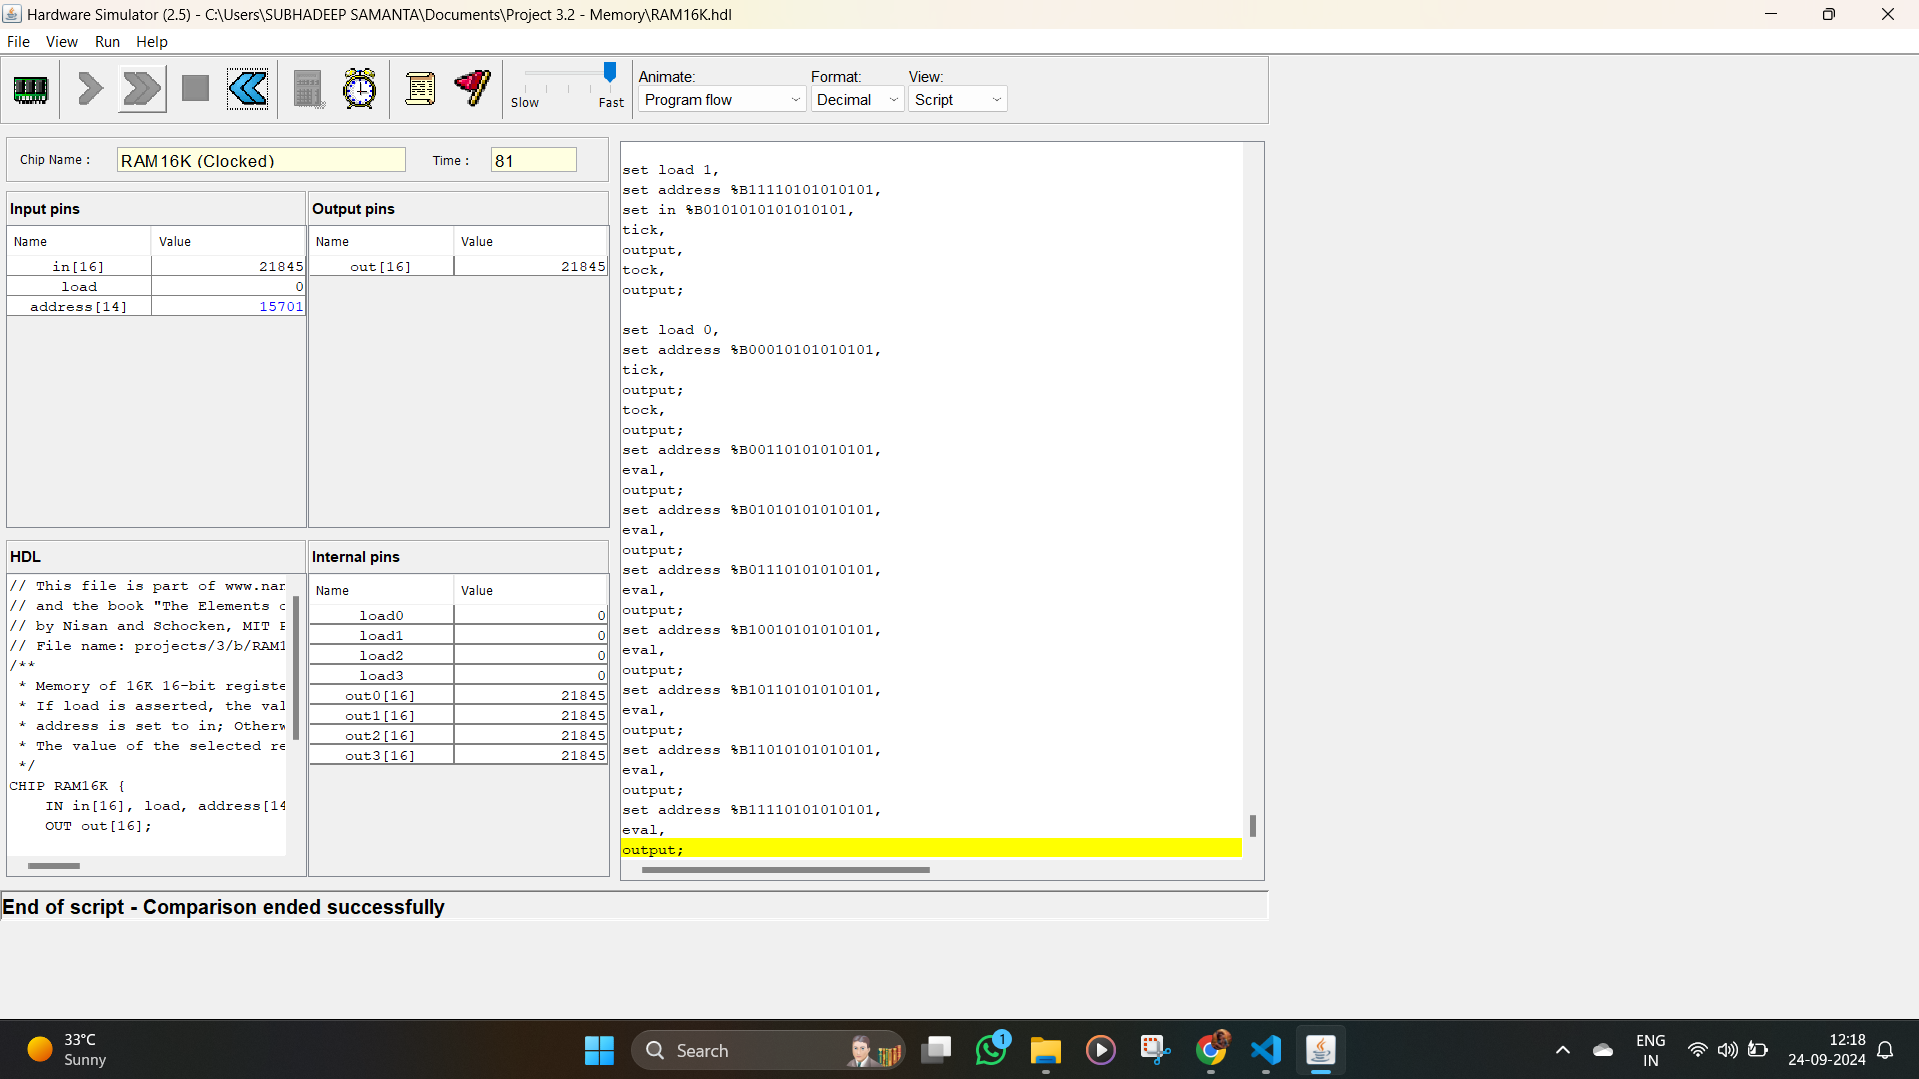 Hardware Simulator (2.5) - C:\Users\SUBHADEEP SAMANTA\Documents\Project 3.2 - Memory\RAM16K.hdl
File View Run Help
Slow Fast
Animate: Format: View:
Program flow Decimal Script
Chip Name : RAM16K (Clocked) Time : 81
Input pins
Name Value
in[16] 21845
load 0
address[14] 15701
Output pins
Name Value
out[16] 21845
HDL
// This file is part of www.nan
// and the book "The Elements o
// by Nisan and Schocken, MIT P
// File name: projects/3/b/RAM1
/**
* Memory of 16K 16-bit registe
* If load is asserted, the val
* address is set to in; Otherw
* The value of the selected re
*/
CHIP RAM16K {
IN in[16], load, address[14
OUT out[16];
Internal pins
Name Value
load0 0
load1 0
load2 0
load3 0
out0[16] 21845
out1[16] 21845
out2[16] 21845
out3[16] 21845
set load 1,
set address %B11110101010101,
set in %B0101010101010101,
tick,
output,
tock,
output;
set load 0,
set address %B00010101010101,
tick,
output;
tock,
output;
set address %B00110101010101,
eval,
output;
set address %B01010101010101,
eval,
output;
set address %B01110101010101,
eval,
output;
set address %B10010101010101,
eval,
output;
set address %B10110101010101,
eval,
output;
set address %B11010101010101,
eval,
output;
set address %B11110101010101,
eval,
output;
End of script - Comparison ended successfully
33°C
Sunny
Search
1
ENG
IN
12:18
24-09-2024